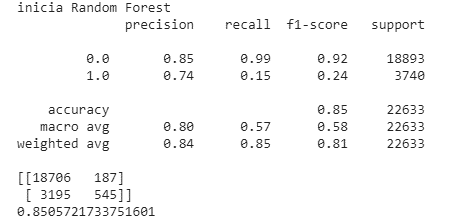 inicia Random Forest
precision recall f1-score support
0.0 0.85 0.99 0.92 18893
1.0 0.74 0.15 0.24 3740
accuracy 0.85 22633
macro avg 0.80 0.57 0.58 22633
weighted avg 0.84 0.85 0.81 22633
[[18706 187]
[ 3195 545]]
0.8505721733751601